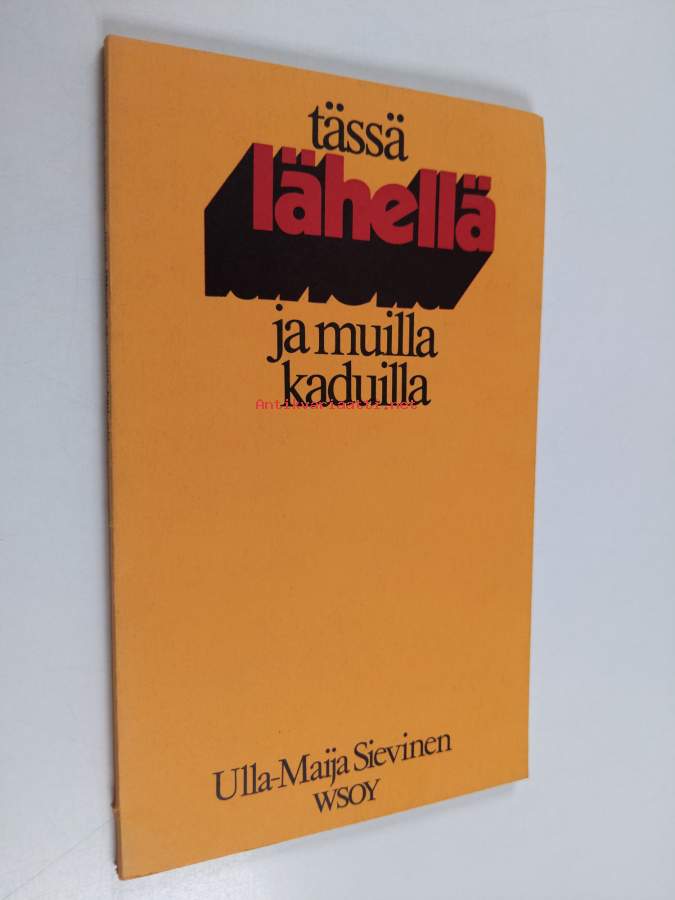 tässä
lähellä
ja muilla
kaduilla
Antikvariaatti.net
Ulla-Maija Sievinen
WSOY